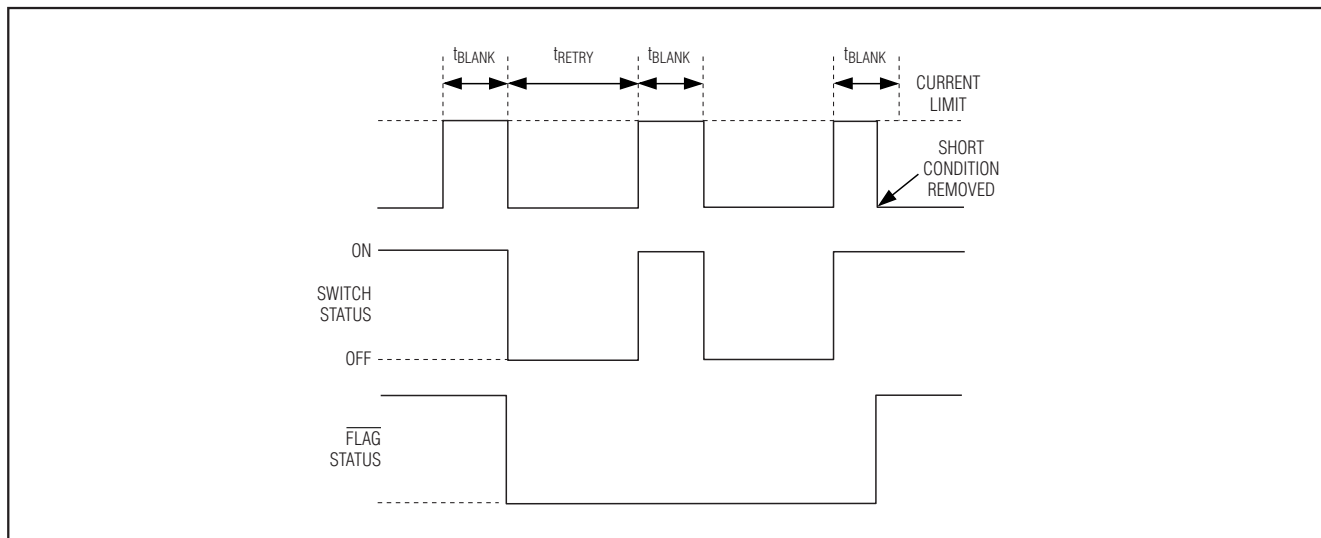 tBLANK tRETRY tBLANK tBLANK
CURRENT
LIMIT
SHORT
CONDITION
REMOVED
ON
SWITCH
STATUS
OFF
FLAG
STATUS